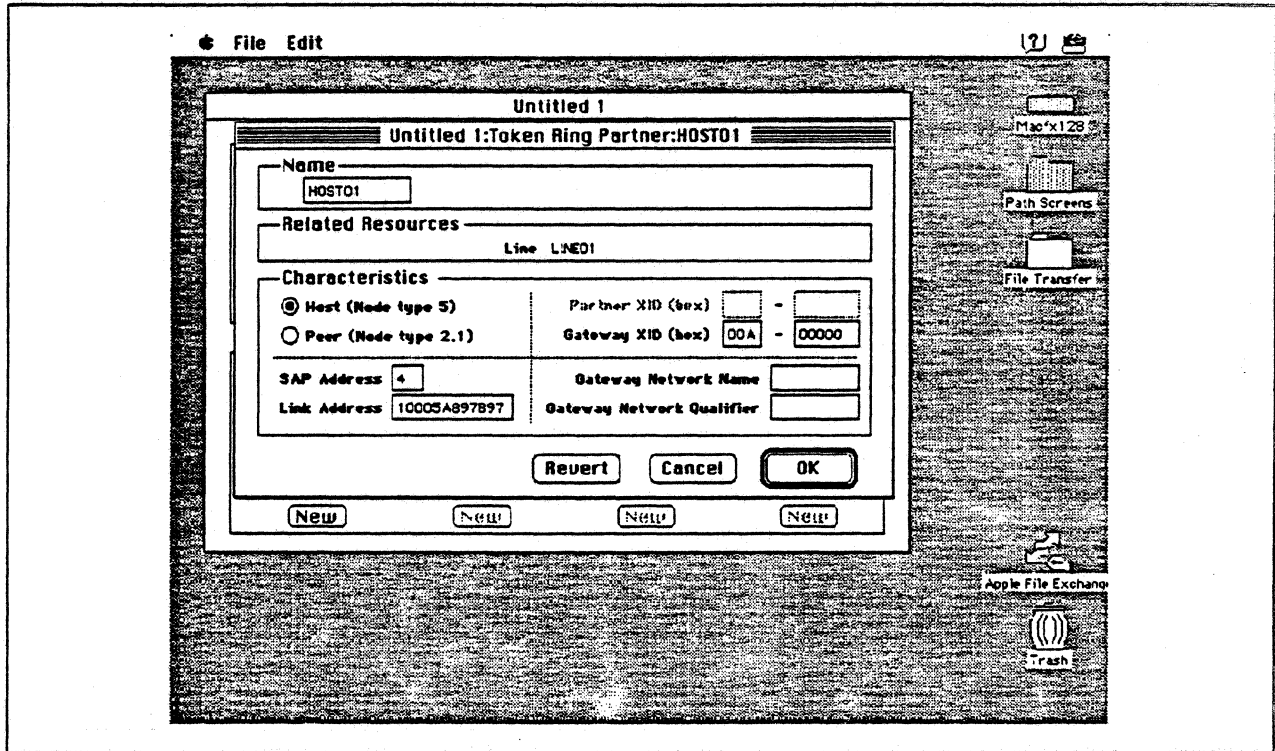 File Edit
Untitled 1
Untitled 1:Token Ring Partner:HOST01
Name
HOST01
Related Resources
Line LINE01
Characteristics
Host (Node type 5)
Peer (Node type 2.1)
Partner XID (hex) -
Gateway XID (hex) 00A - 00000
SAP Address 4
Link Address 10005A897B97
Gateway Network Name
Gateway Network Qualifier
Revert Cancel OK
New New New New
Macfx128
Path Screens
File Transfer
Apple File Exchange
Trash